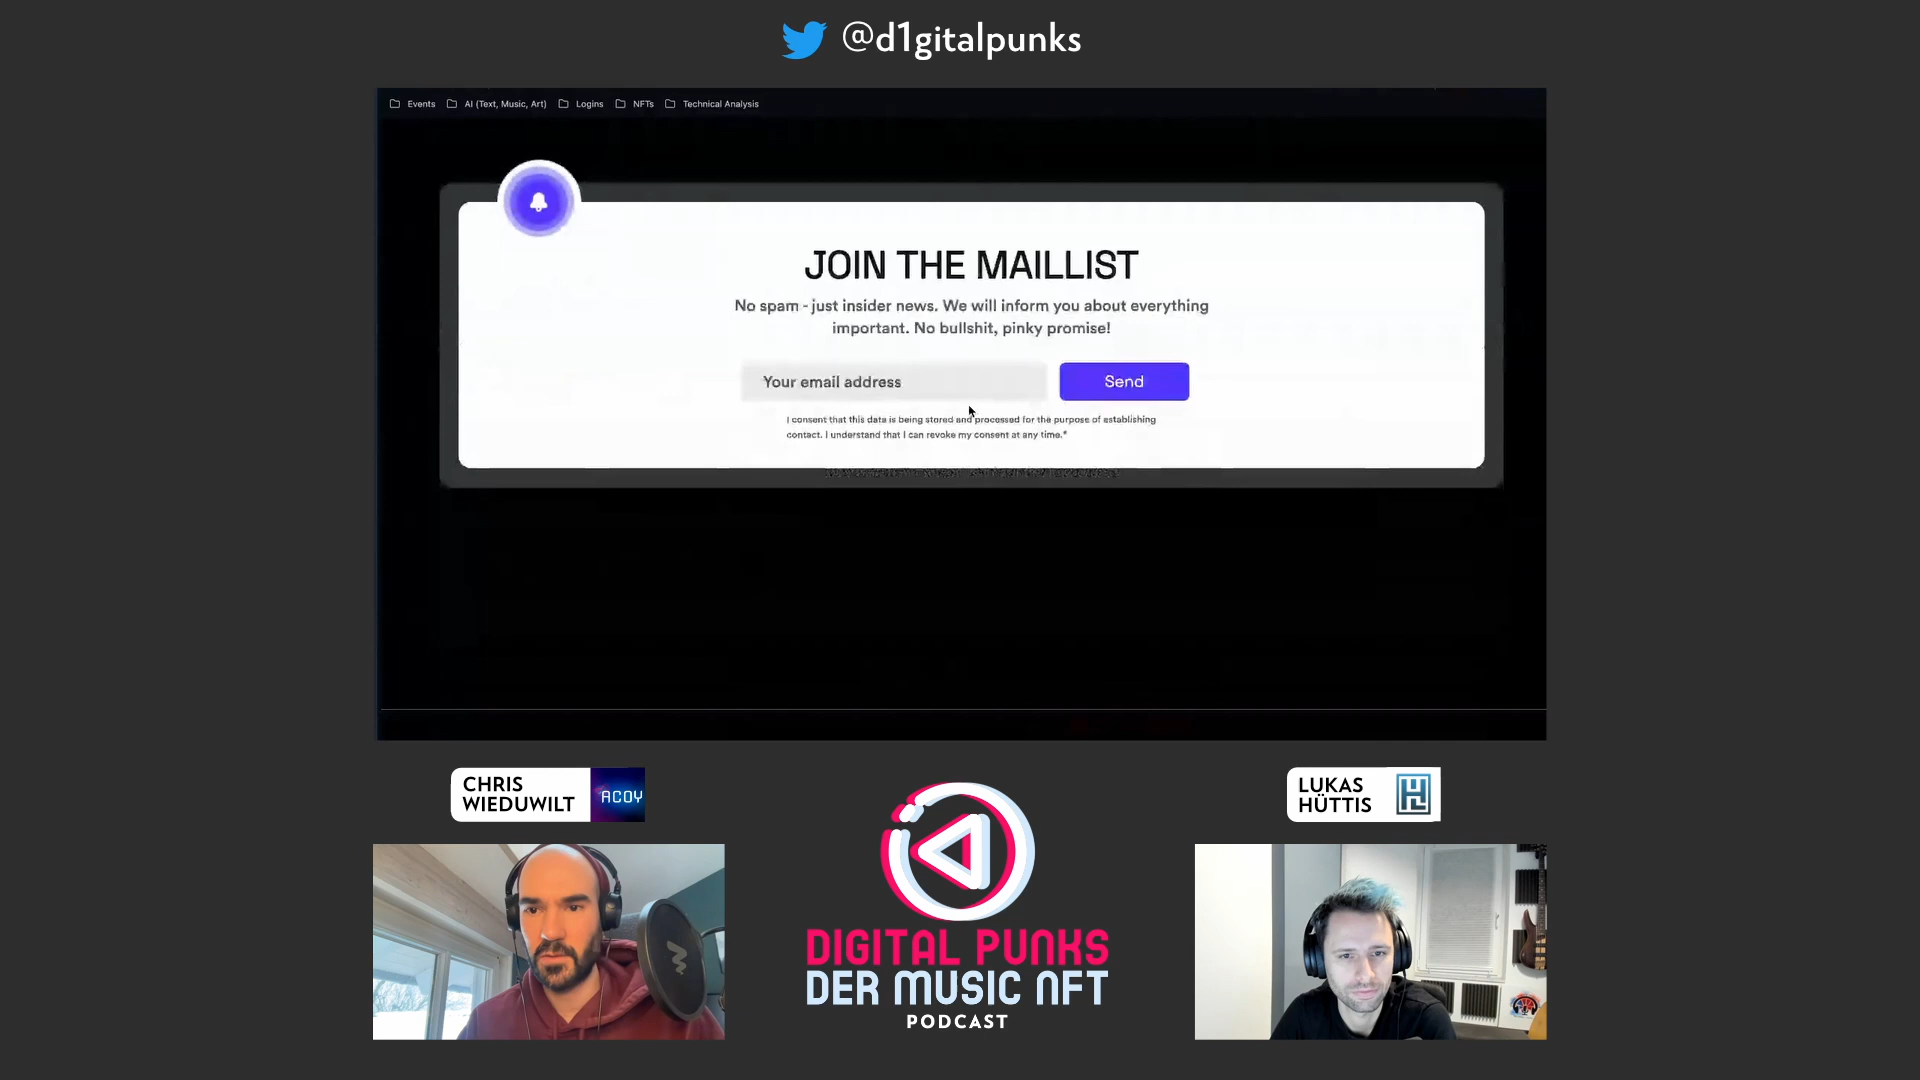 @d1gitalpunks
Events AI (Text, Music, Art) Logins NFTs Technical Analysis
JOIN THE MAILLIST
No spam - just insider news. We will inform you about everything
important. No bullshit, pinky promise!
Your email address
Send
I consent that this data is being stored and processed for the purpose of establishing
contact. I understand that I can revoke my consent at any time.*
CHRIS
WIEDUWILT
ACOY
LUKAS
HÜTTIS
DIGITAL PUNKS
DER MUSIC NFT
PODCAST